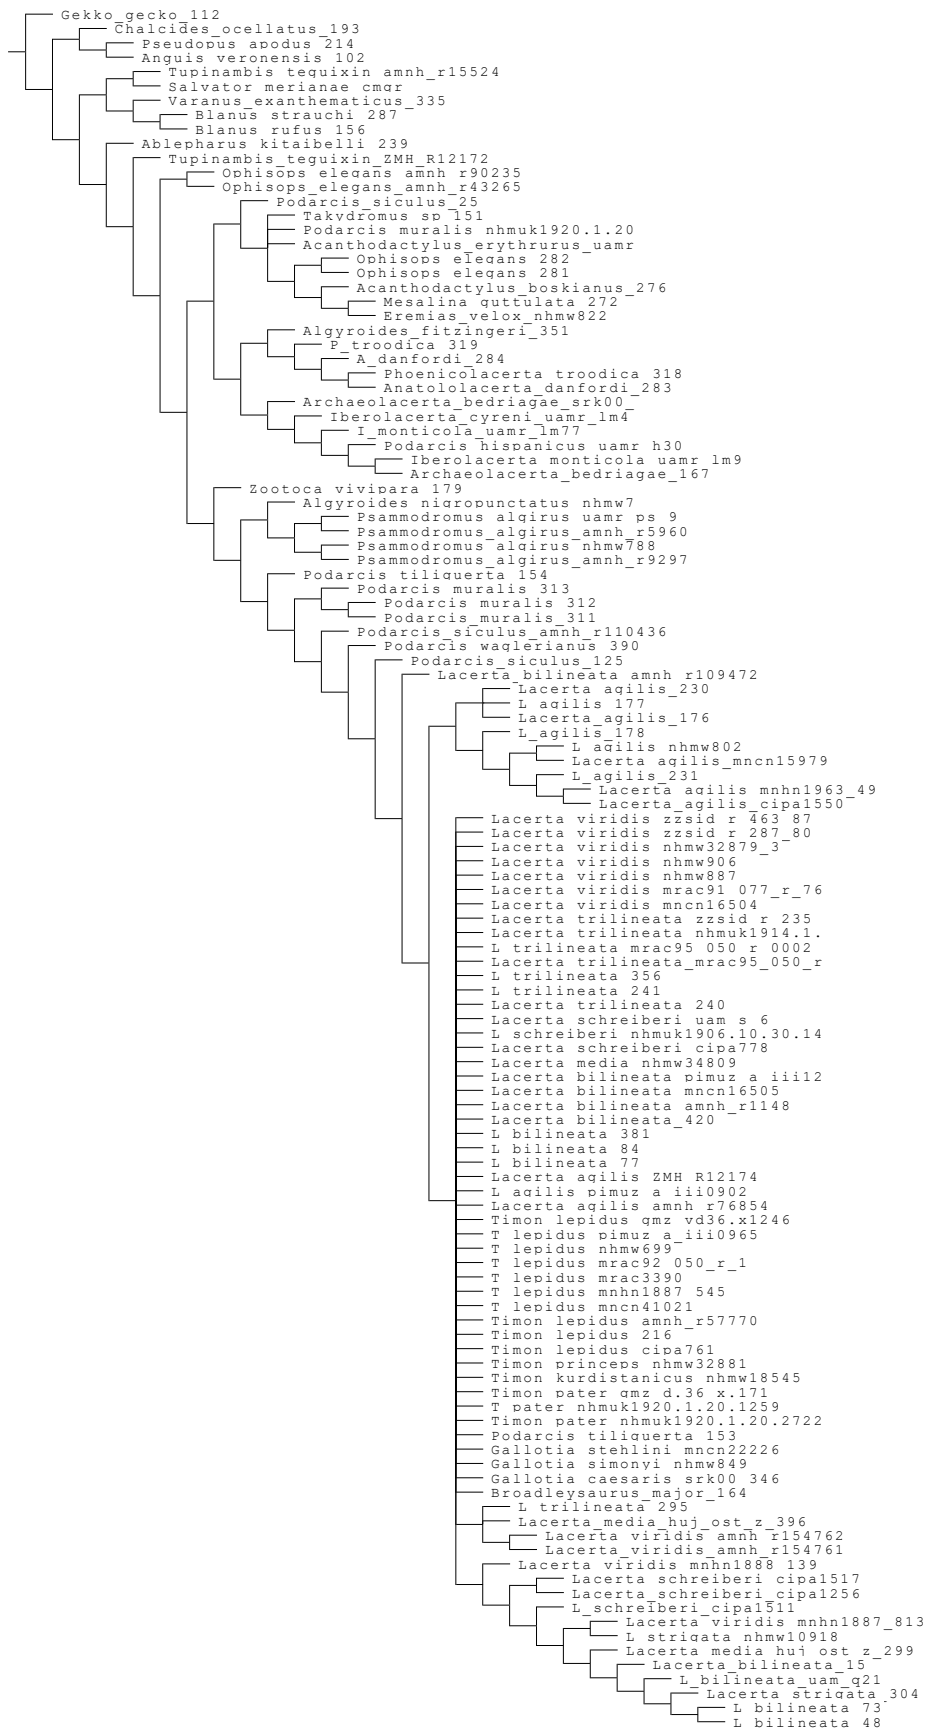 Gekko_gecko_112
Chalcides_ocellatus_193
Pseudopus_apodus_214
Anguis_veronensis_102
Tupinambis_teguixin_amnh_r15524
Salvator_merianae_cmgr
Varanus_exanthematicus_335
Blanus_strauchi_287
Blanus_rufus_156
Ablepharus_kitaibelli_239
Tupinambis_teguixin_ZMH_R12172
Ophisops_elegans_amnh_r90235
Ophisops_elegans_amnh_r43265
Podarcis_siculus_25
Takydromus_sp_151
Podarcis_muralis_nhmuk1920.1.20
Acanthodactylus_erythrurus_uamr
Ophisops_elegans_282
Ophisops_elegans_281
Acanthodactylus_boskianus_276
Mesalina_guttulata_272
Eremias_velox_nhmw822
Algyroides_fitzingeri_351
P_troodica_319
A_danfordi_284
Phoenicolacerta_troodica_318
Anatololacerta_danfordi_283
Archaeolacerta_bedriagae_srk00_
Iberolacerta_cyreni_uamr_lm4
I_monticola_uamr_lm77
Podarcis_hispanicus_uamr_h30
Iberolacerta_monticola_uamr_lm9
Archaeolacerta_bedriagae_167
Zootoca_vivipara_179
Algyroides_nigropunctatus_nhmw7
Psammodromus_algirus_uamr_ps_9
Psammodromus_algirus_amnh_r5960
Psammodromus_algirus_nhmw788
Psammodromus_algirus_amnh_r9297
Podarcis_tiliguerta_154
Podarcis_muralis_313
Podarcis_muralis_312
Podarcis_muralis_311
Podarcis_siculus_amnh_r110436
Podarcis_waglerianus_390
Podarcis_siculus_125
Lacerta_bilineata_amnh_r109472
Lacerta_agilis_230
L_agilis_177
Lacerta_agilis_176
L_agilis_178
L_agilis_nhmw802
Lacerta_agilis_mncn15979
L_agilis_231
Lacerta_agilis_mnhn1963_49
Lacerta_agilis_cipa1550
Lacerta_viridis_zzsid_r_463_87
Lacerta_viridis_zzsid_r_287_80
Lacerta_viridis_nhmw32879_3
Lacerta_viridis_nhmw906
Lacerta_viridis_nhmw887
Lacerta_viridis_mrac91_077_r_76
Lacerta_viridis_mncn16504
Lacerta_trilineata_zzsid_r_235
Lacerta_trilineata_nhmuk1914.1.
L_trilineata_mrac95_050_r_0002
Lacerta_trilineata_mrac95_050_r
L_trilineata_356
L_trilineata_241
Lacerta_trilineata_240
Lacerta_schreiberi_uam_s_6
L_schreiberi_nhmuk1906.10.30.14
Lacerta_schreiberi_cipa778
Lacerta_media_nhmw34809
Lacerta_bilineata_pimuz_a_iii12
Lacerta_bilineata_mncn16505
Lacerta_bilineata_amnh_r1148
Lacerta_bilineata_420
L_bilineata_381
L_bilineata_84
L_bilineata_77
Lacerta_agilis_ZMH_R12174
L_agilis_pimuz_a_iii0902
Lacerta_agilis_amnh_r76854
Timon_lepidus_gmz_vd36.x1246
T_lepidus_pimuz_a_iii0965
T_lepidus_nhmw699
T_lepidus_mrac92_050_r_1
T_lepidus_mrac3390
T_lepidus_mnhn1887_545
T_lepidus_mncn41021
Timon_lepidus_amnh_r57770
Timon_lepidus_216
Timon_lepidus_cipa761
Timon_princeps_nhmw32881
Timon_kurdistanicus_nhmw18545
Timon_pater_gmz_d.36_x.171
T_pater_nhmuk1920.1.20.1259
Timon_pater_nhmuk1920.1.20.2722
Podarcis_tiliguerta_153
Gallotia_stehlini_mncn22226
Gallotia_simonyi_nhmw849
Gallotia_caesaris_srk00_346
Broadleysaurus_major_164
L_trilineata_295
Lacerta_media_huj_ost_z_396
Lacerta_viridis_amnh_r154762
Lacerta_viridis_amnh_r154761
Lacerta_viridis_mnhn1888_139
Lacerta_schreiberi_cipa1517
Lacerta_schreiberi_cipa1256
L_schreiberi_cipa1511
Lacerta_viridis_mnhn1887_813
L_strigata_nhmw10918
Lacerta_media_huj_ost_z_299
Lacerta_bilineata_15
L_bilineata_uam_g21
Lacerta_strigata_304
L_bilineata_73
L_bilineata_48